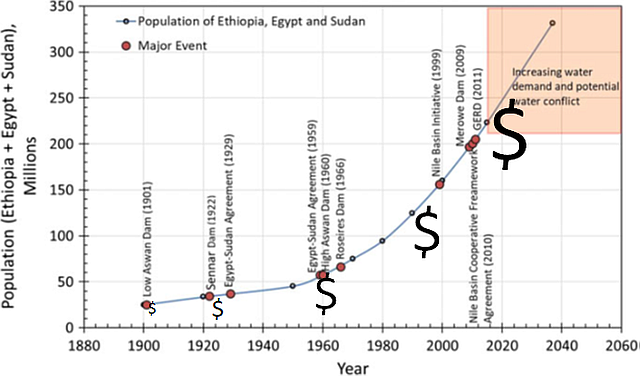 Population (Ethiopia + Egypt + Sudan),
Millions
350
300
250
200
150
100
50
0
Population of Ethiopia, Egypt and Sudan
Major Event
Low Aswan Dam (1901)
Sennar Dam (1922)
Egypt-Sudan Agreement (1929)
Egypt-Sudan Agreement (1959)
High Aswan Dam (1960)
Roseires Dam (1966)
Nile Basin Initiative (1999)
Merowe Dam (2009)
Nile Basin Cooperative Freamework
Agreement (2010)
GERD (2011)
Increasing water
demand and potential
water conflict
$
$
$
$
$
1880 1900 1920 1940 1960 1980 2000 2020 2040 2060
Year